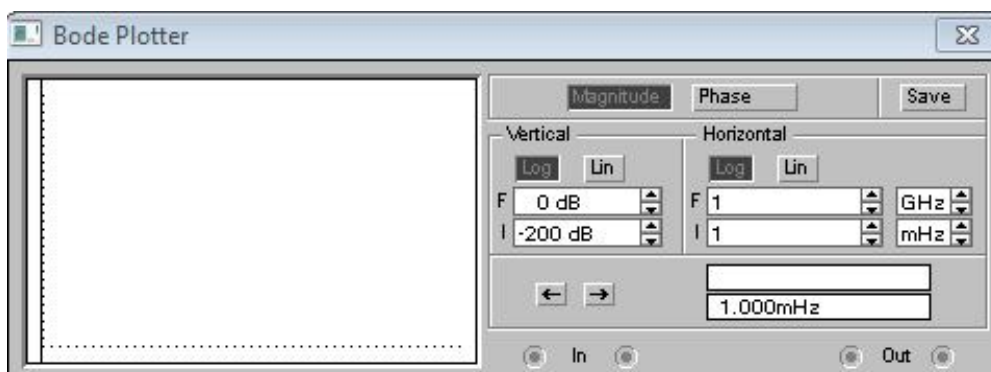 Bode Plotter
Magnitude Phase Save
Vertical Horizontal
Log Lin Log Lin
F 0 dB F 1 GHz
I -200 dB I 1 mHz
← →
1.000mHz
In Out